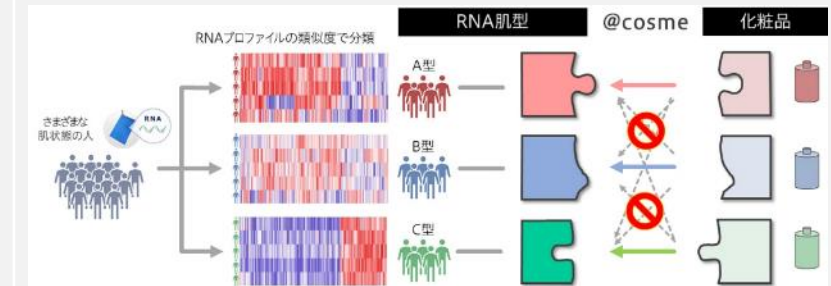 RNA肌型
@cosme
化粧品
RNAプロファイルの類似度で分類
A型
さまざまな
肌状態の人
RNA
B型
C型